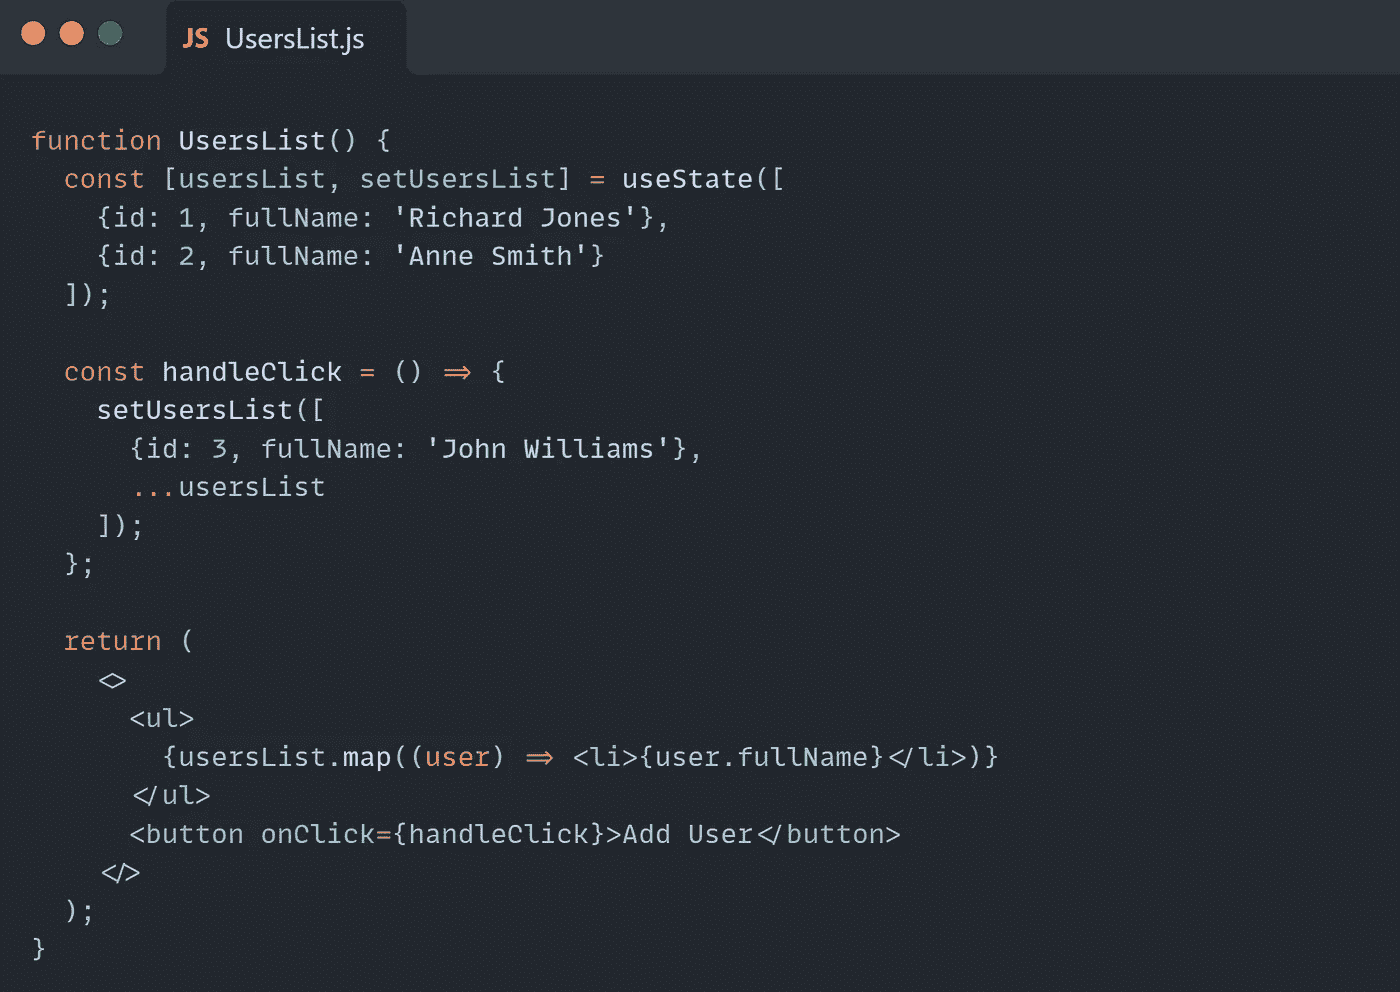 JS UsersList.js
function UsersList() {
  const [usersList, setUsersList] = useState([
    {id: 1, fullName: 'Richard Jones'},
    {id: 2, fullName: 'Anne Smith'}
  ]);

  const handleClick = () => {
    setUsersList([
      {id: 3, fullName: 'John Williams'},
      ...usersList
    ]);
  };

  return (
    <>
      <ul>
        {usersList.map((user) => <li>{user.fullName}</li>)}
      </ul>
      <button onClick={handleClick}>Add User</button>
    </>
  );
}